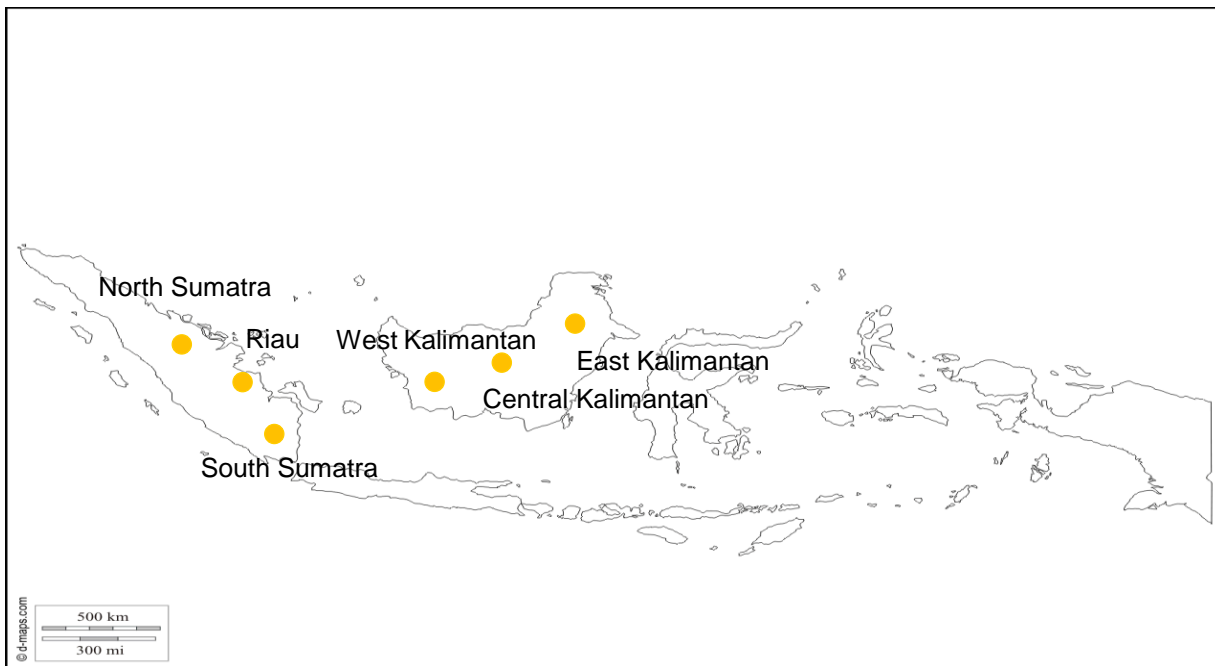 North Sumatra
Riau
West Kalimantan
East Kalimantan
Central Kalimantan
South Sumatra
© d-maps.com
500 km
300 mi